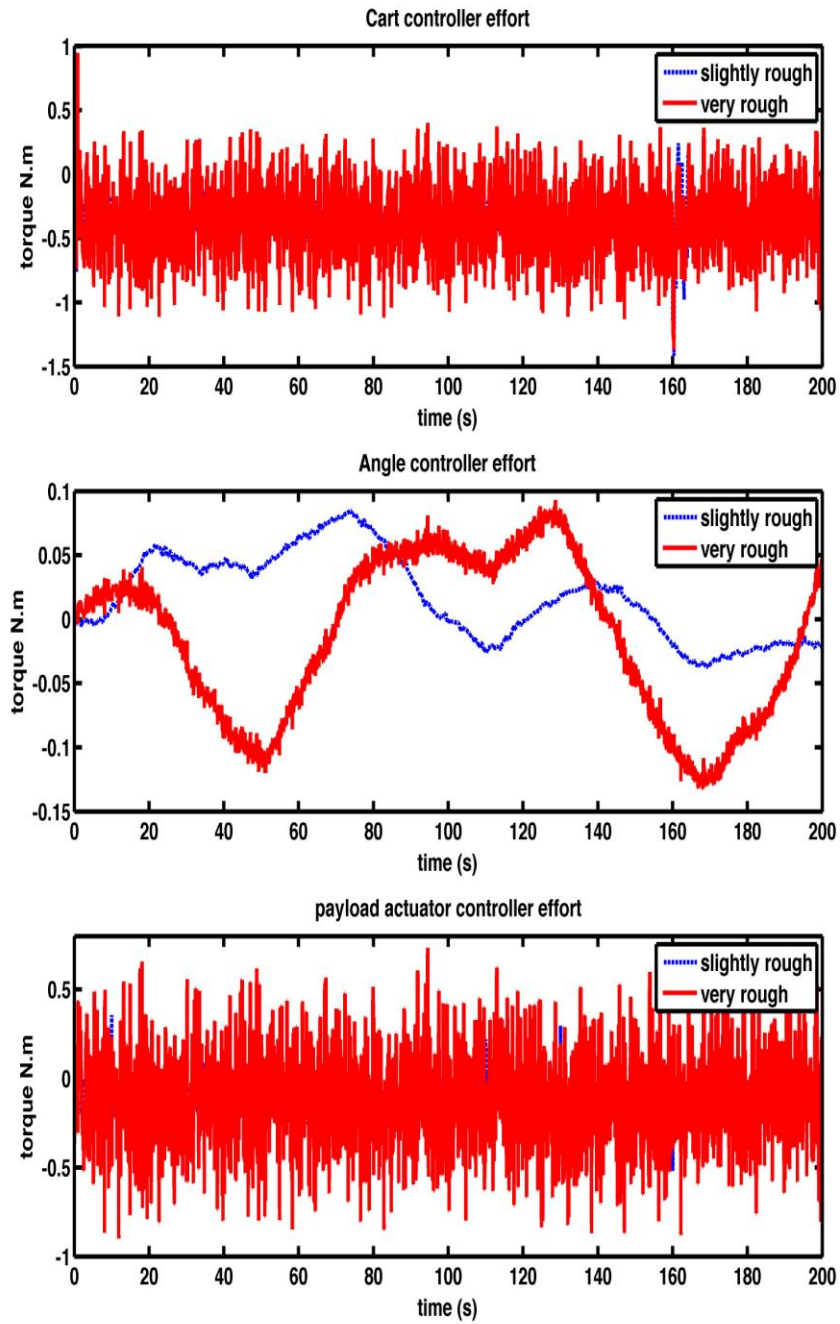 Cart controller effort
1
0.5
0
-0.5
-1
-1.5
torque N.m
slightly rough
very rough
0 20 40 60 80 100 120 140 160 180 200
time (s)
Angle controller effort
0.1
0.05
0
-0.05
-0.1
-0.15
torque N.m
slightly rough
very rough
0 20 40 60 80 100 120 140 160 180 200
time (s)
payload actuator controller effort
0.5
0
-0.5
-1
torque N.m
slightly rough
very rough
0 20 40 60 80 100 120 140 160 180 200
time (s)